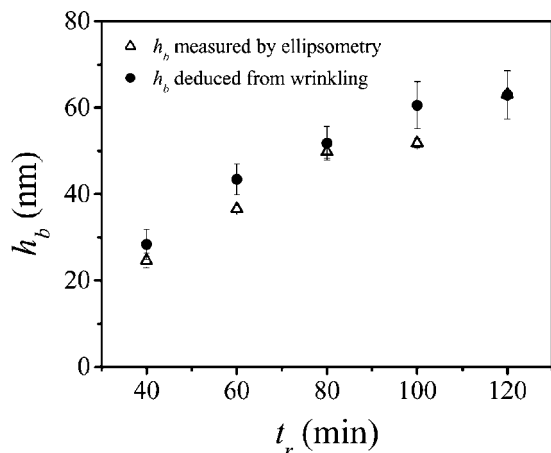 80
△ h_b measured by ellipsometry
● h_b deduced from wrinkling
60
40
20
0
h_b (nm)
40 60 80 100 120
t_r (min)